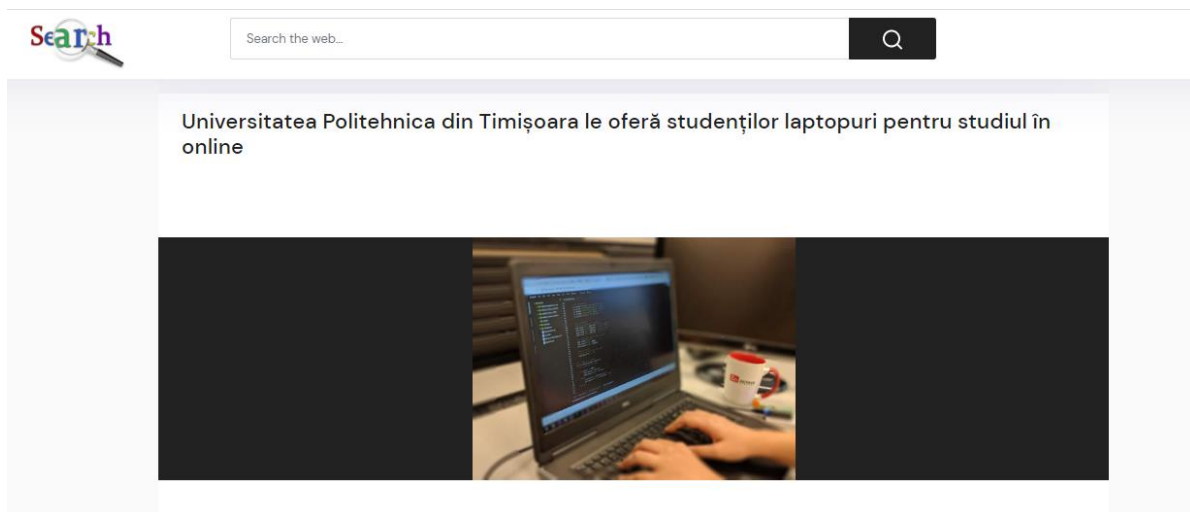 Search
Search the web...
Universitatea Politehnica din Timișoara le oferă studenților laptopuri pentru studiul în
online